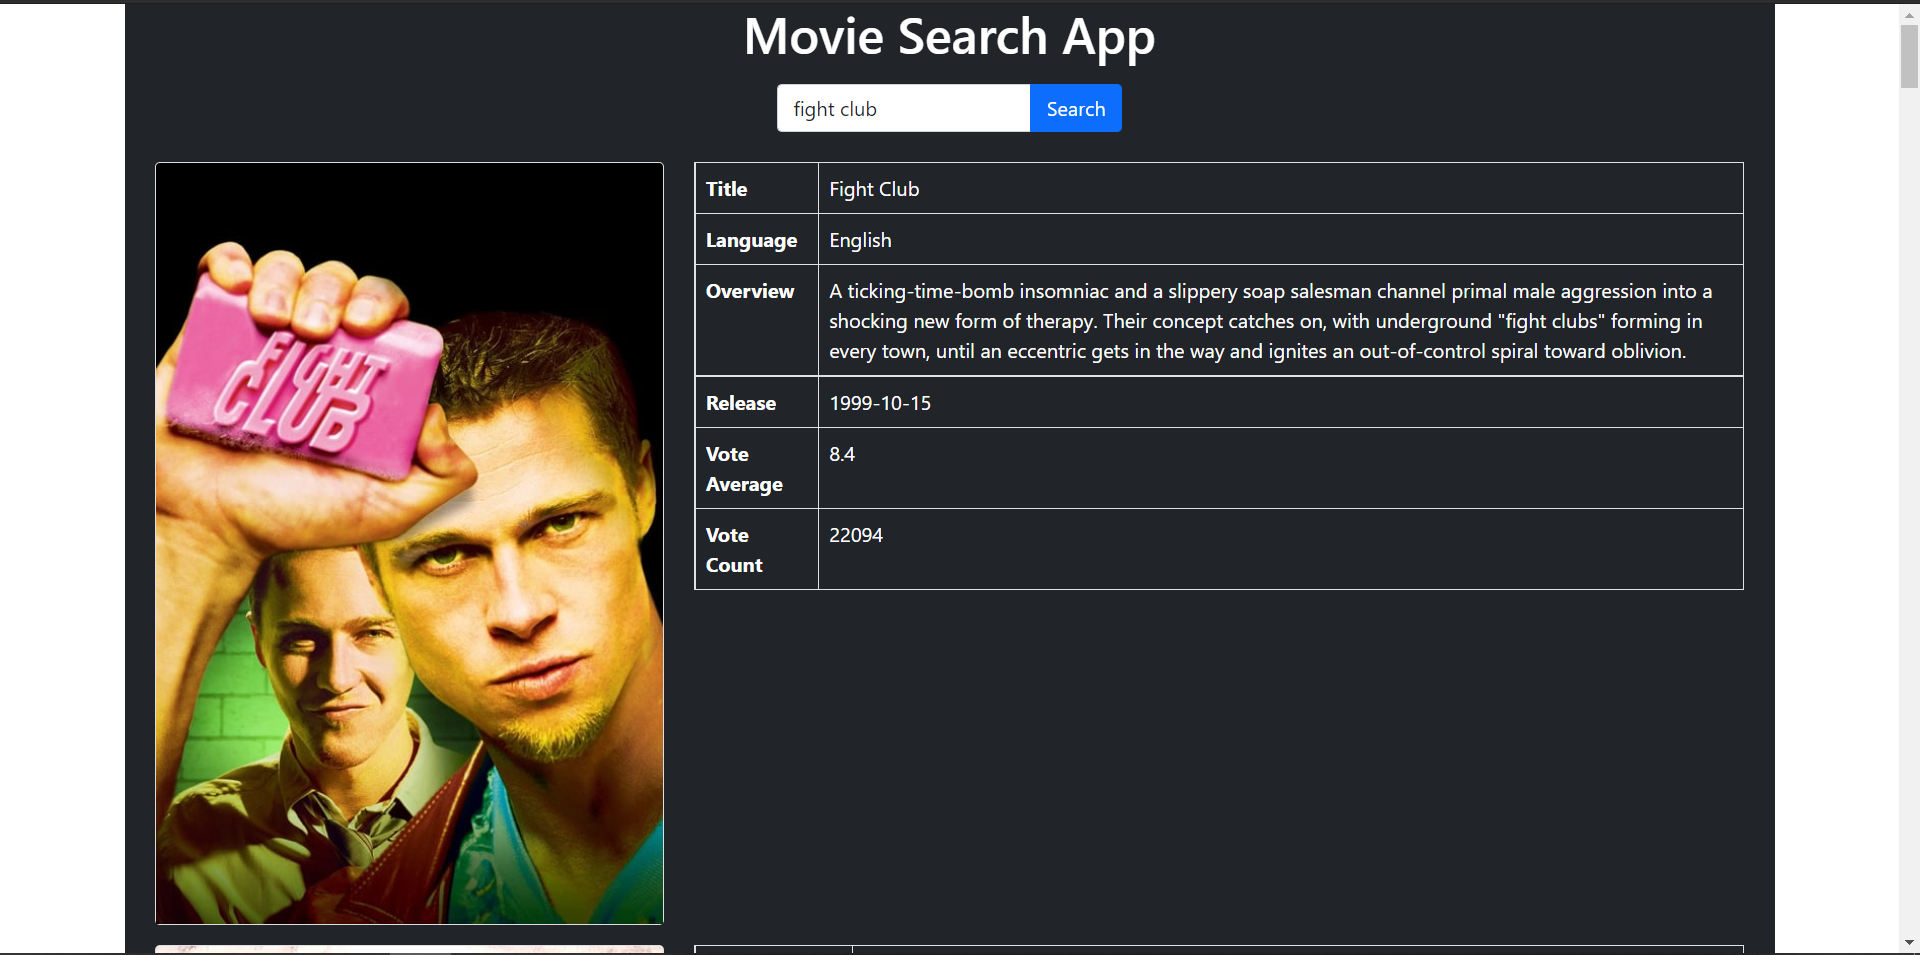 Movie Search App
fight club
Search
FIGHT
CLUB
Title
Fight Club
Language
English
Overview
A ticking-time-bomb insomniac and a slippery soap salesman channel primal male aggression into a
shocking new form of therapy. Their concept catches on, with underground "fight clubs" forming in
every town, until an eccentric gets in the way and ignites an out-of-control spiral toward oblivion.
Release
1999-10-15
Vote
Average
8.4
Vote
Count
22094